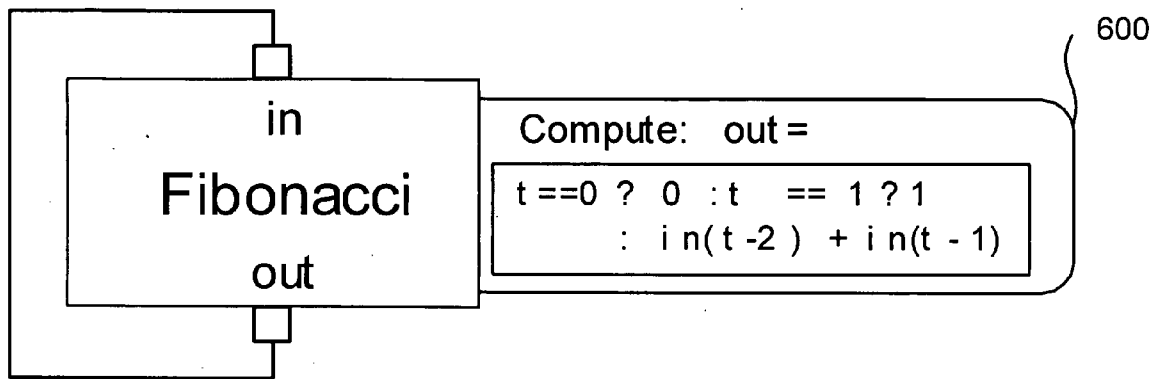 600
in
Fibonacci
out
Compute: out =
t ==0 ? 0 : t == 1 ? 1
: in( t -2 ) + in(t - 1)